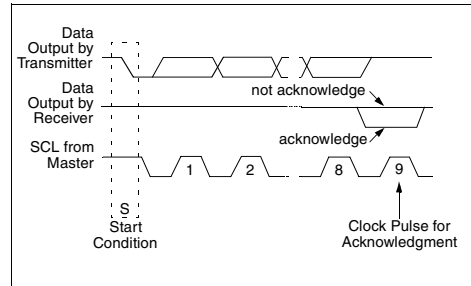 Data
Output by
Transmitter
Data
Output by
Receiver
not acknowledge
acknowledge
SCL from
Master
1 2 8 9
S
Start
Condition
Clock Pulse for
Acknowledgment